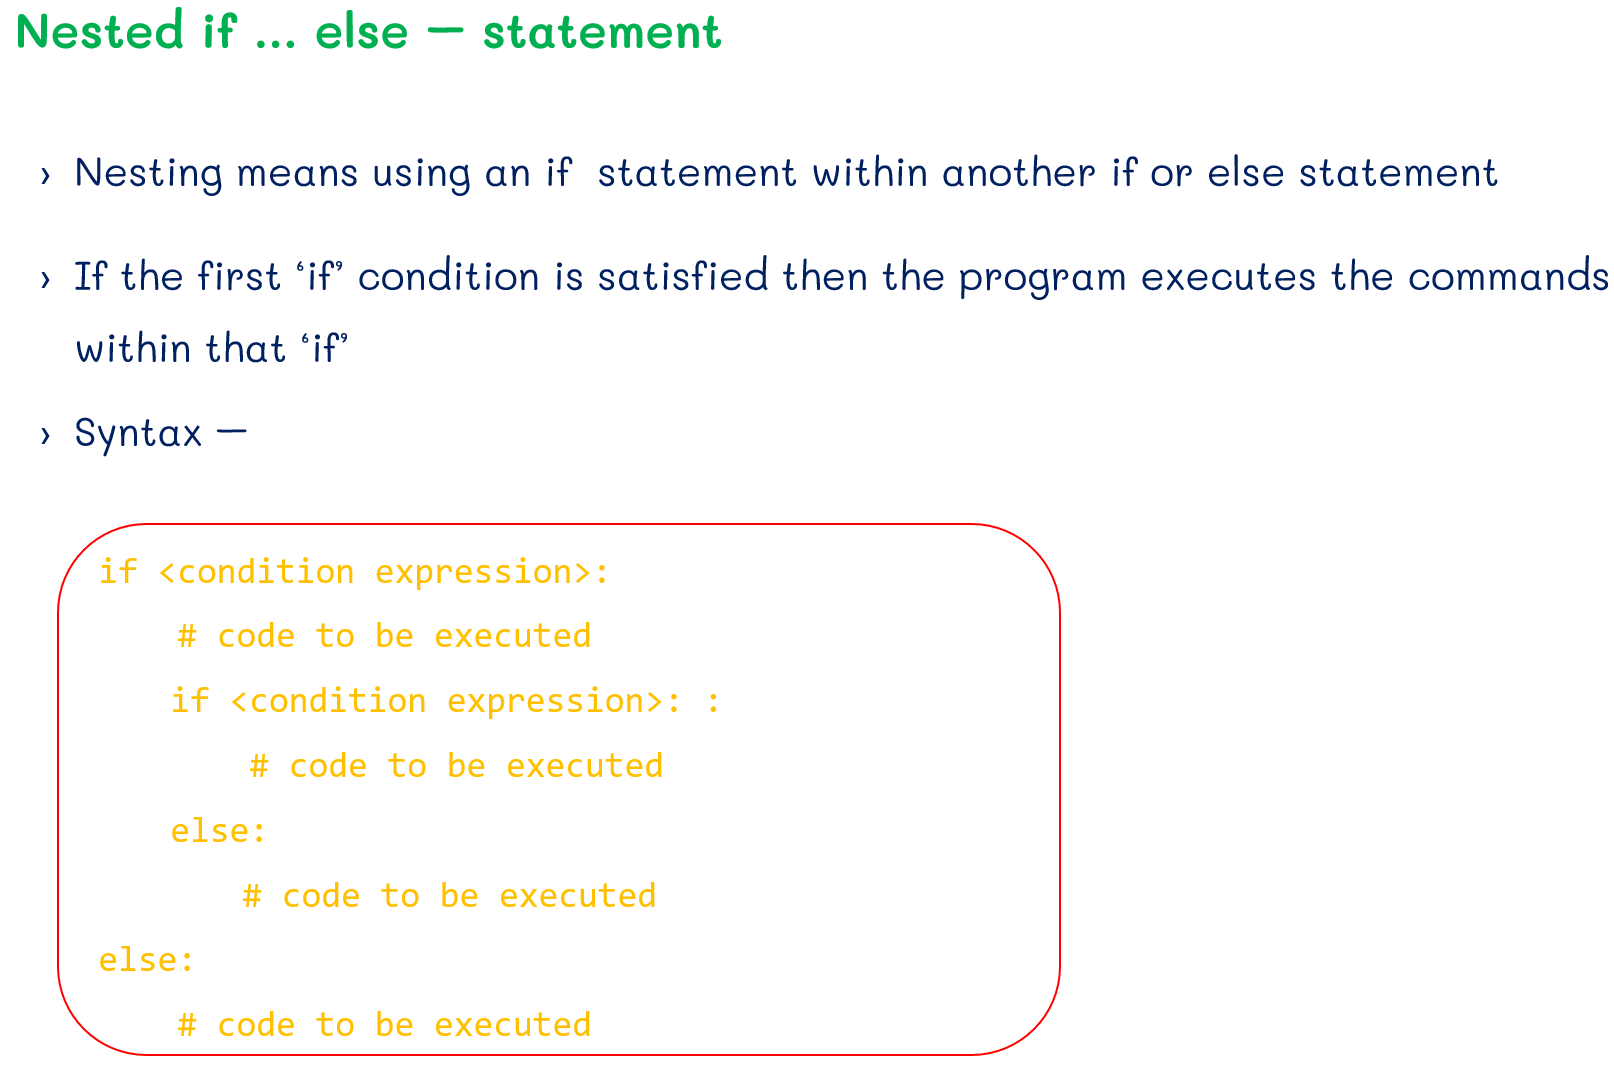 Nested if ... else – statement
› Nesting means using an if  statement within another if or else statement
› If the first ‘if’ condition is satisfied then the program executes the commands
within that ‘if’
› Syntax –
if <condition expression>:
    # code to be executed
    if <condition expression>: :
        # code to be executed
    else:
        # code to be executed
else:
    # code to be executed